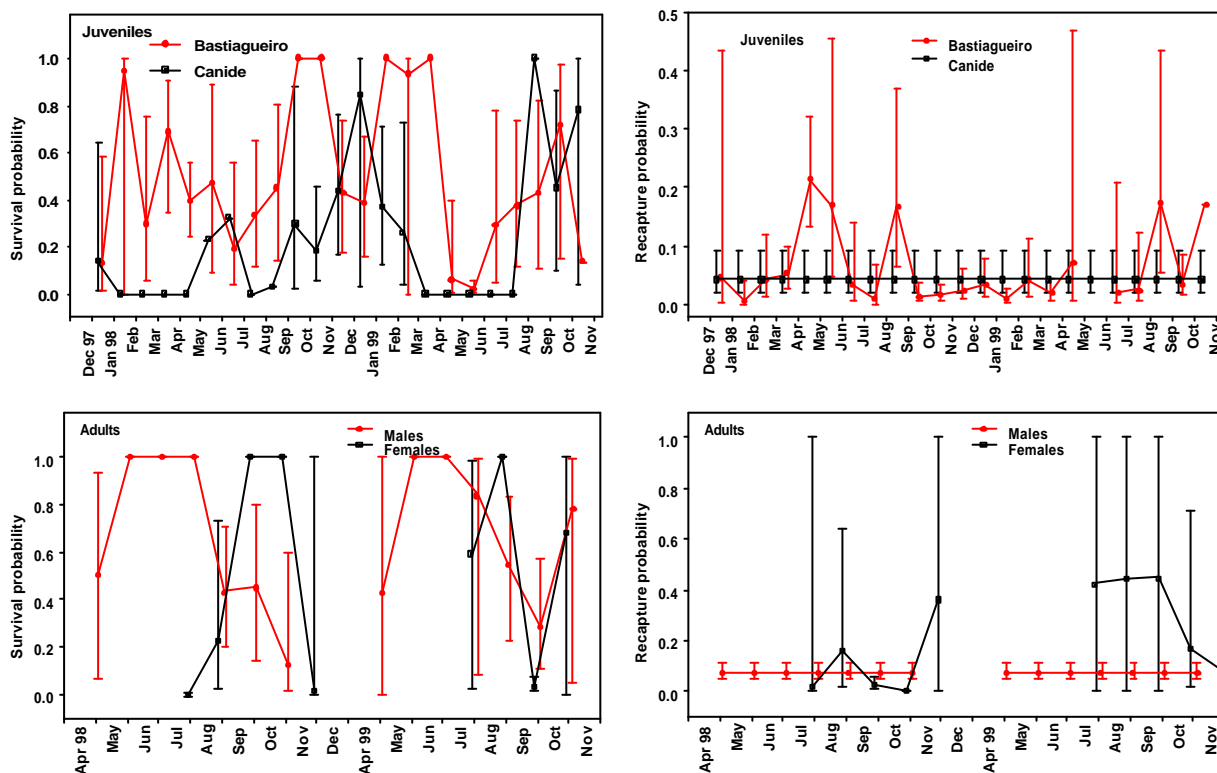 Juveniles
Bastiagueiro
Canide
Survival probability
1.0
0.8
0.6
0.4
0.2
0.0
Dec 97
Jan 98
Feb
Mar
Apr
May
Jun
Jul
Aug
Sep
Oct
Nov
Dec
Jan 99
Feb
Mar
Apr
May
Jun
Jul
Aug
Sep
Oct
Nov
Juveniles
Bastiagueiro
Canide
Recapture probability
0.5
0.4
0.3
0.2
0.1
0.0
Dec 97
Jan 98
Feb
Mar
Apr
May
Jun
Jul
Aug
Sep
Oct
Nov
Dec
Jan 99
Feb
Mar
Apr
May
Jun
Jul
Aug
Sep
Oct
Nov
Adults
Males
Females
Survival probability
1.0
0.8
0.6
0.4
0.2
0.0
Apr 98
May
Jun
Jul
Aug
Sep
Oct
Nov
Dec
Apr 99
May
Jun
Jul
Aug
Sep
Oct
Nov
Adults
Males
Females
Recapture probability
1.0
0.8
0.6
0.4
0.2
0.0
Apr 98
May
Jun
Jul
Aug
Sep
Oct
Nov
Dec
Apr 99
May
Jun
Jul
Aug
Sep
Oct
Nov